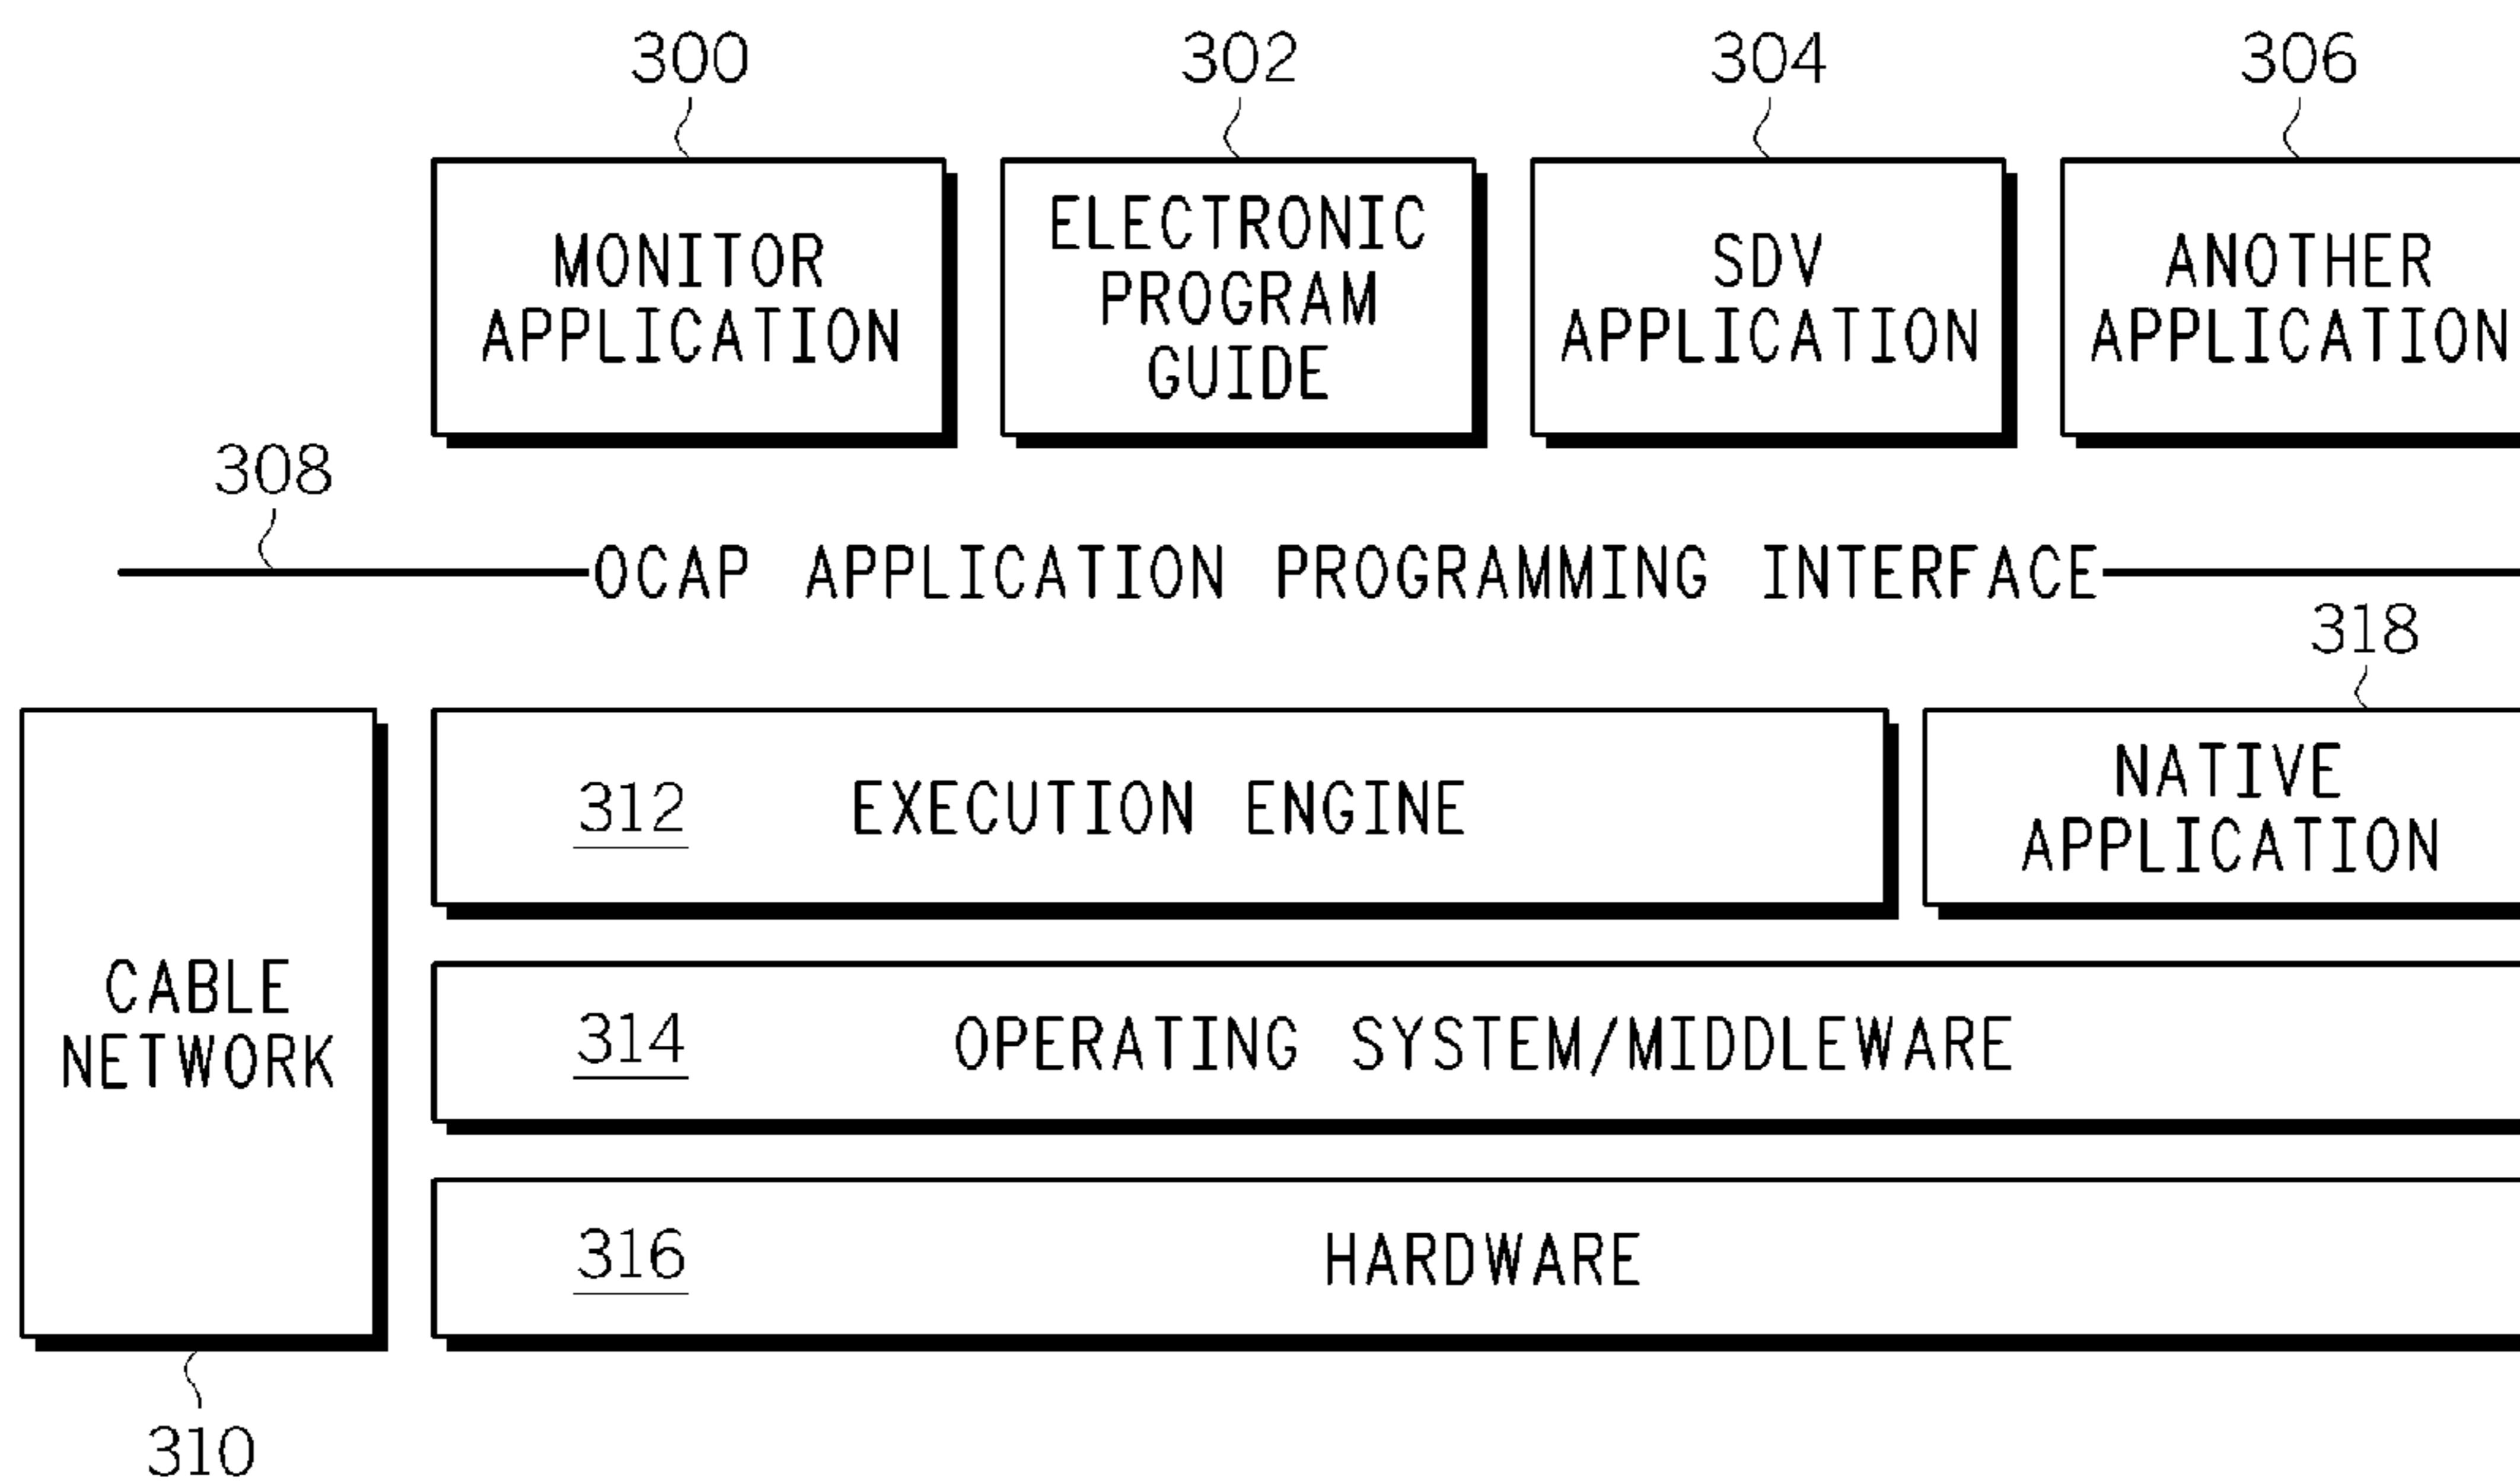 300
302
304
306
MONITOR
APPLICATION
ELECTRONIC
PROGRAM
GUIDE
SDV
APPLICATION
ANOTHER
APPLICATION
308
OCAP APPLICATION PROGRAMMING INTERFACE
318
312 EXECUTION ENGINE
NATIVE
APPLICATION
CABLE
NETWORK
314 OPERATING SYSTEM/MIDDLEWARE
316 HARDWARE
310